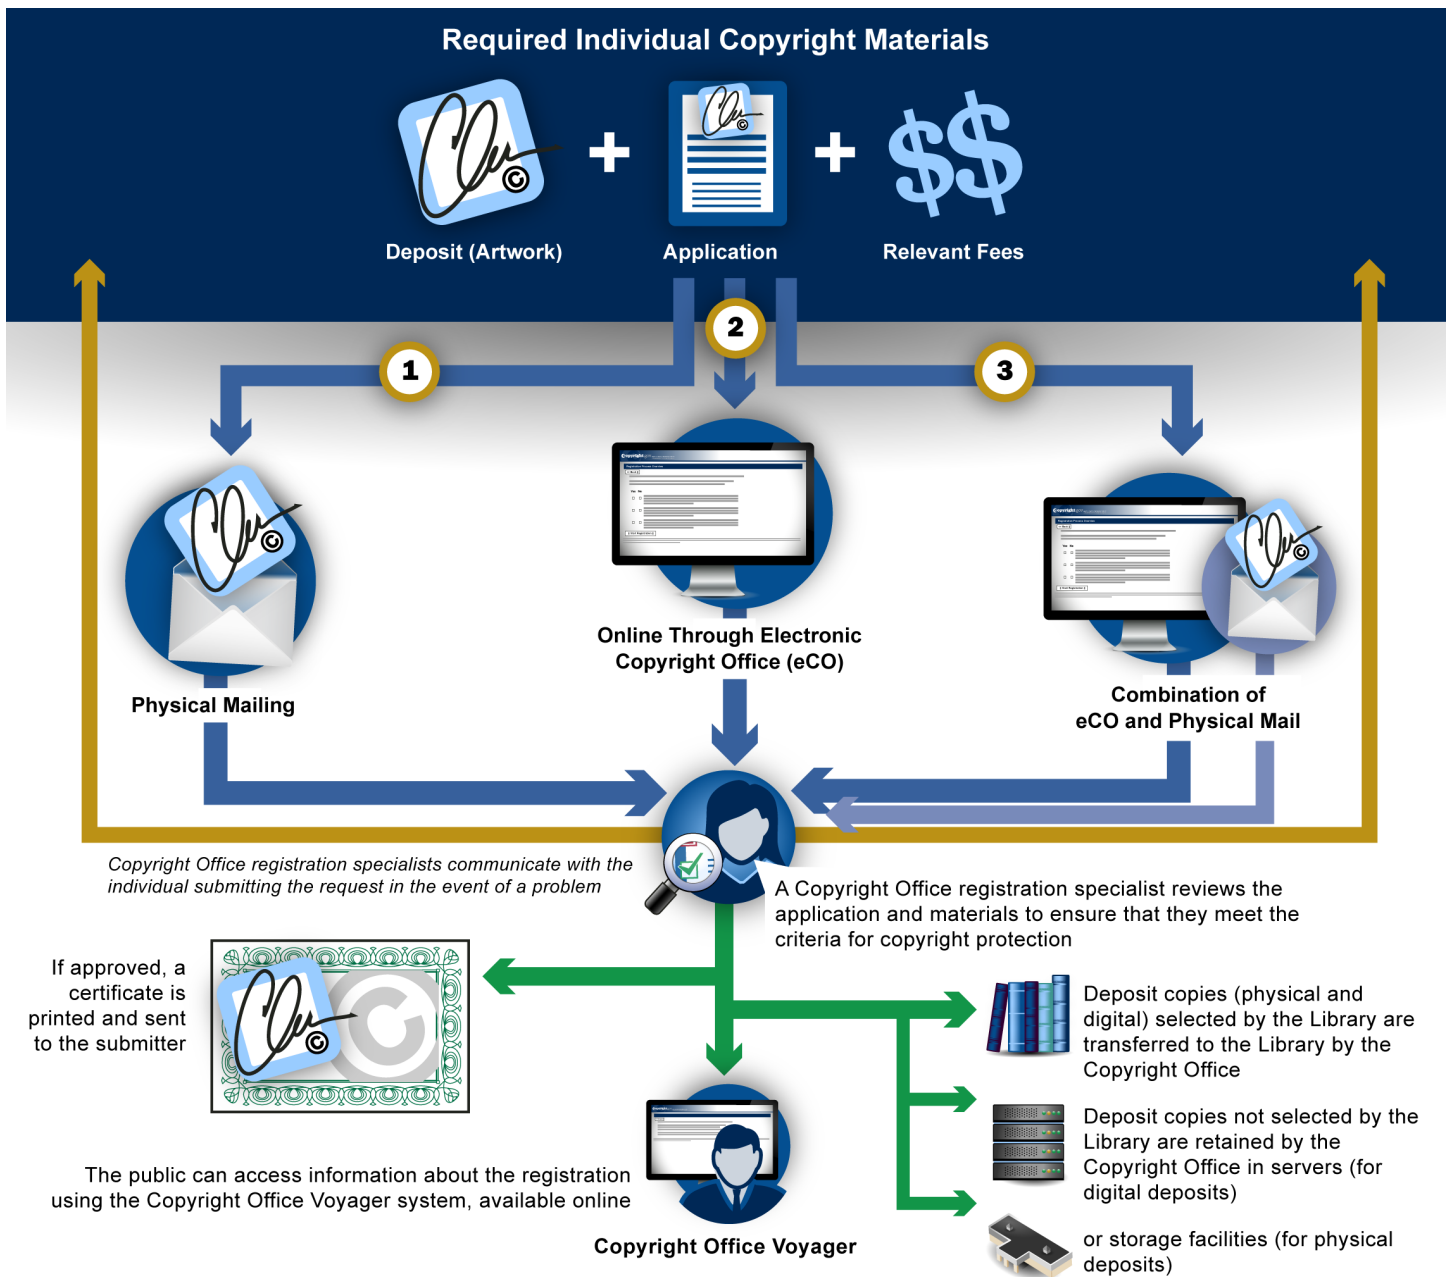 Required Individual Copyright Materials
Deposit (Artwork)
Application
Relevant Fees
1
2
3
Physical Mailing
Online Through Electronic
Copyright Office (eCO)
Combination of
eCO and Physical Mail
Copyright Office registration specialists communicate with the
individual submitting the request in the event of a problem
A Copyright Office registration specialist reviews the
application and materials to ensure that they meet the
criteria for copyright protection
If approved, a
certificate is
printed and sent
to the submitter
Deposit copies (physical and
digital) selected by the Library are
transferred to the Library by the
Copyright Office
Deposit copies not selected by the
Library are retained by the
Copyright Office in servers (for
digital deposits)
or storage facilities (for physical
deposits)
The public can access information about the registration
using the Copyright Office Voyager system, available online
Copyright Office Voyager